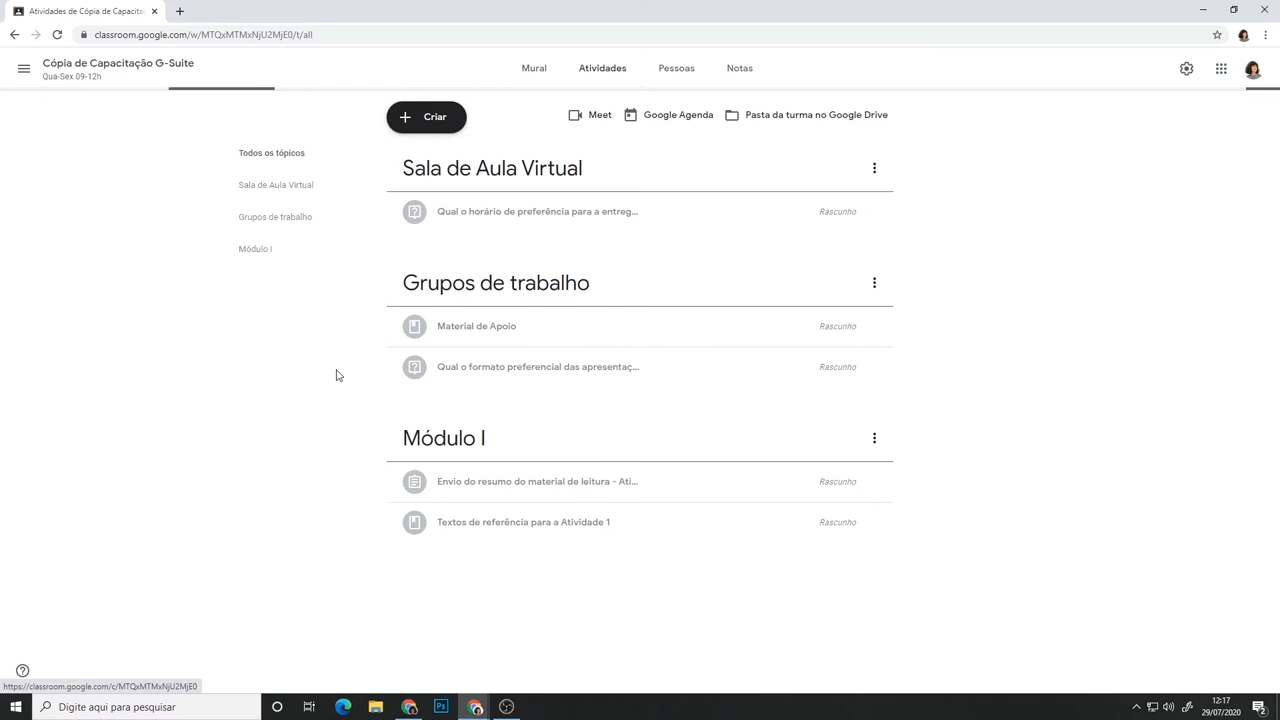 Atividades de Cópia de Capacitaç
classroom.google.com/w/MTQxMTMxNjU2MjE0/t/all
Cópia de Capacitação G-Suite
Qua-Sex 09-12h
Mural
Atividades
Pessoas
Notas
Criar
Meet
Google Agenda
Pasta da turma no Google Drive
Todos os tópicos
Sala de Aula Virtual
Grupos de trabalho
Módulo I
Sala de Aula Virtual
Qual o horário de preferência para a entreg... Rascunho
Grupos de trabalho
Material de Apoio Rascunho
Qual o formato preferencial das apresentaç... Rascunho
Módulo I
Envio do resumo do material de leitura - Ati... Rascunho
Textos de referência para a Atividade 1 Rascunho
https://classroom.google.com/c/MTQxMTMxNjU2MjE0
Digite aqui para pesquisar
Ps
12:17
29/07/2020
2